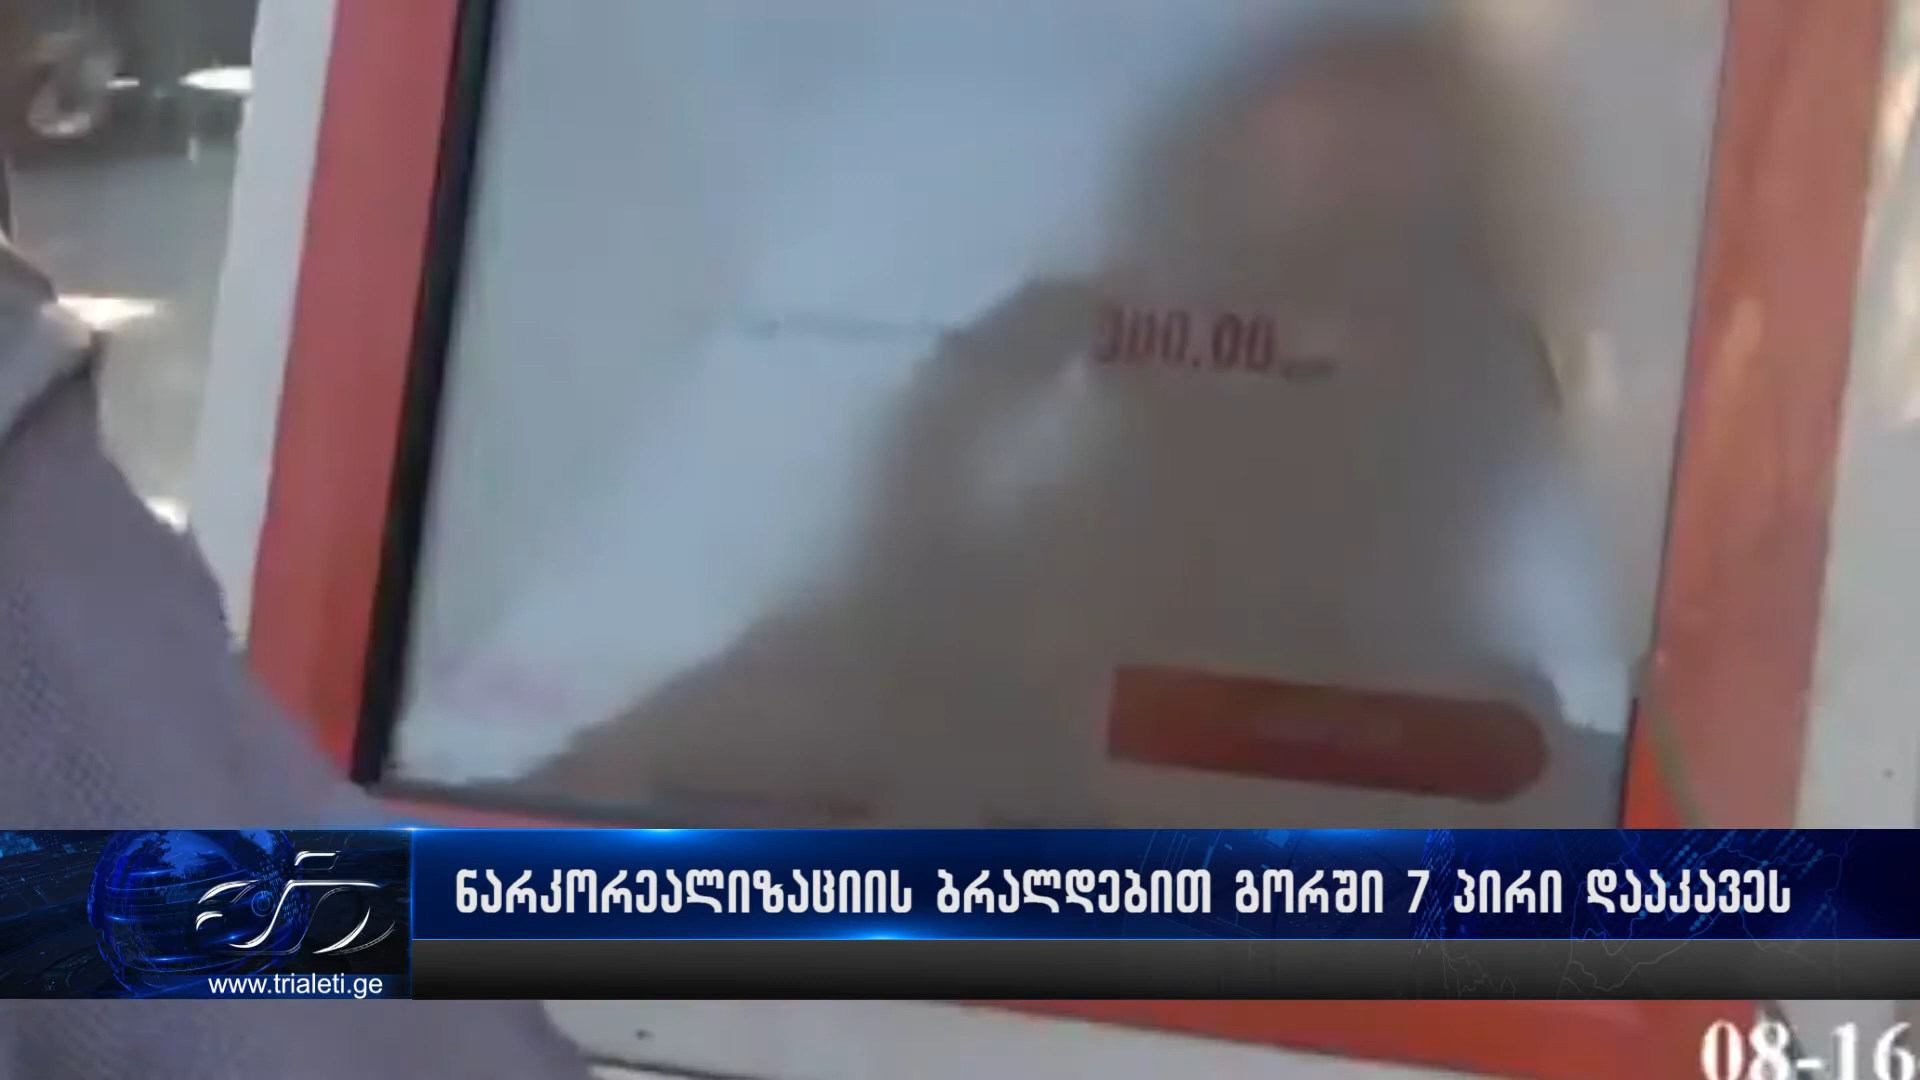 300.00
ნარკორეალიზაციის ბრალდებით გორში 7 პირი დააკავეს
www.trialeti.ge
08-16